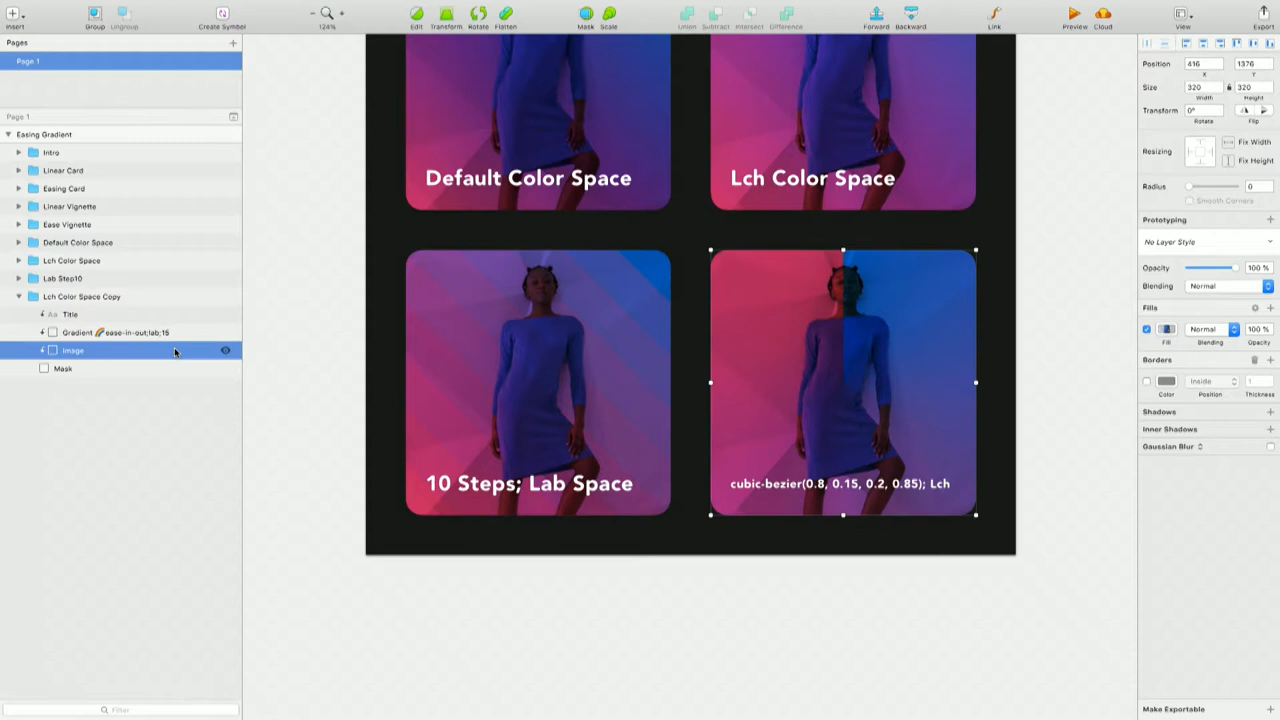 Insert
Group
Ungroup
Create Symbol
124%
Edit
Transform
Rotate
Flatten
Mask
Scale
Union
Subtract
Intersect
Difference
Forward
Backward
Link
Preview
Cloud
View
Export
Pages
Page 1
Page 1
Easing Gradient
Intro
Linear Card
Easing Card
Linear Vignette
Ease Vignette
Default Color Space
Lch Color Space
Lab Step10
Lch Color Space Copy
Aa Title
Gradient 🌈ease-in-out;lab;15
Image
Mask
Filter
Default Color Space
Lch Color Space
10 Steps; Lab Space
cubic-bezier(0.8, 0.15, 0.2, 0.85); Lch
Position 416 1376
X Y
Size 320 320
Width Height
Transform 0°
Rotate Flip
Resizing Fix Width
Fix Height
Radius 0
Smooth Corners
Prototyping
No Layer Style
Opacity 100 %
Blending Normal
Fills
Normal 100 %
Fill Blending Opacity
Borders
Inside 1
Color Position Thickness
Shadows
Inner Shadows
Gaussian Blur
Make Exportable